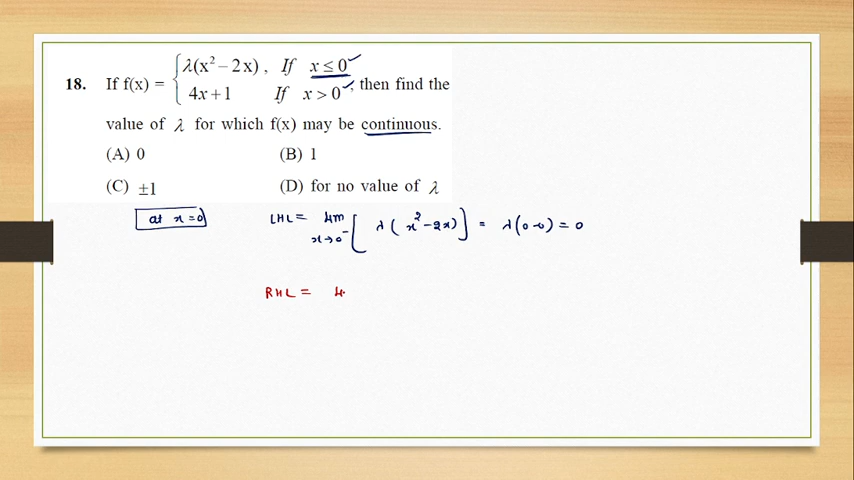 18. If f(x) = { λ(x² − 2x) , If x ≤ 0
4x+1 If x > 0 , then find the
value of λ for which f(x) may be continuous.
(A) 0 (B) 1
(C) ±1 (D) for no value of λ
at x=0 LHL = lim x→0⁻ [ λ( x²−2x) ] = λ(0-0) = 0
RHL =